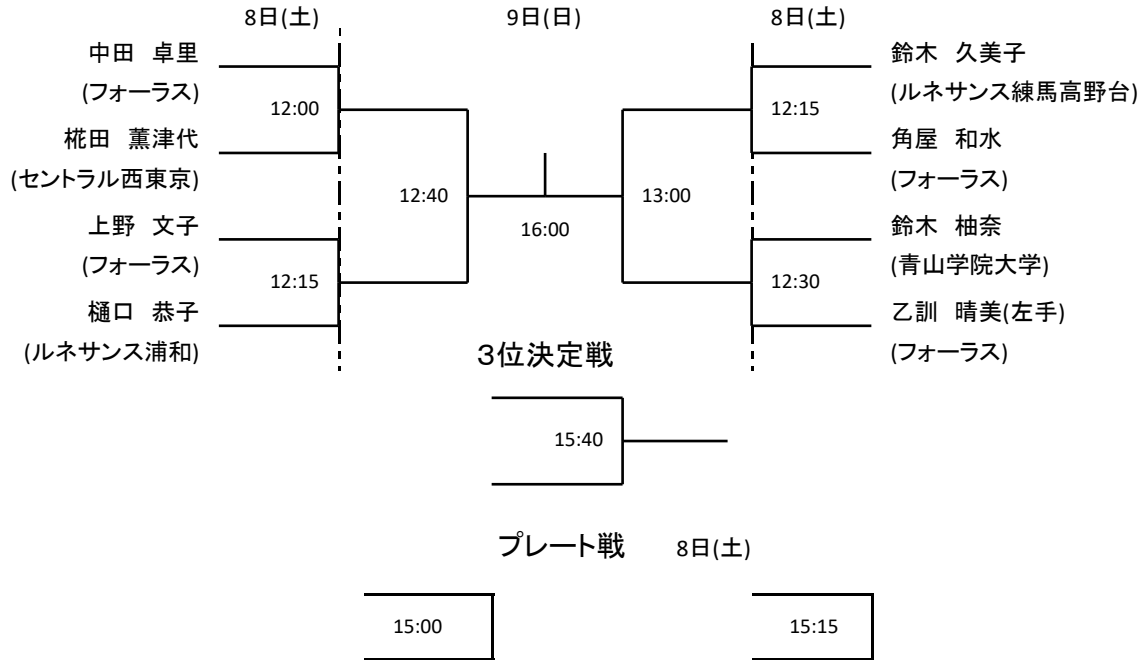 8日(土)
9日(日)
8日(土)
中田　卓里
(フォーラス)
12:00
椛田　薫津代
(セントラル西東京)
12:40
上野　文子
(フォーラス)
12:15
樋口　恭子
(ルネサンス浦和)
16:00
鈴木　久美子
(ルネサンス練馬高野台)
12:15
角屋　和水
(フォーラス)
13:00
鈴木　柚奈
(青山学院大学)
12:30
乙訓　晴美(左手)
(フォーラス)
3位決定戦
15:40
プレート戦　8日(土)
15:00
15:15